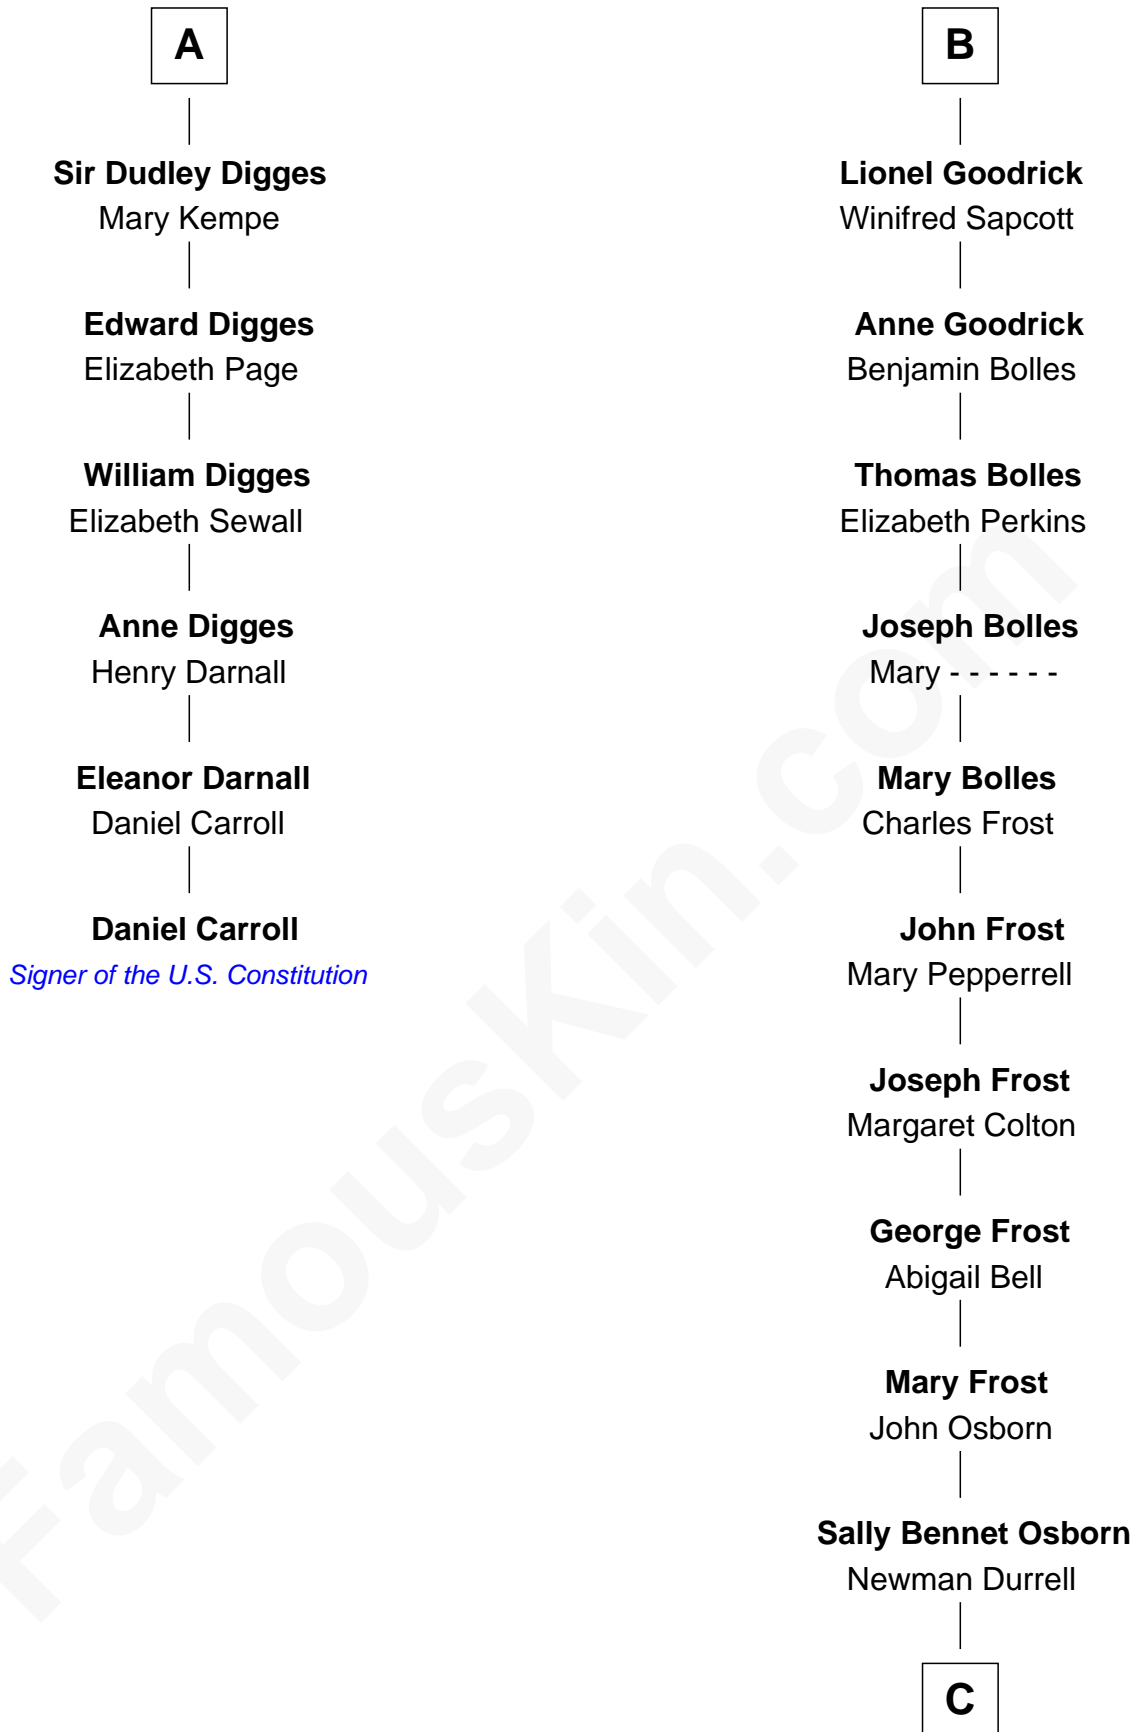 A
Sir Dudley Digges
Mary Kempe
Edward Digges
Elizabeth Page
William Digges
Elizabeth Sewall
Anne Digges
Henry Darnall
Eleanor Darnall
Daniel Carroll
Daniel Carroll
Signer of the U.S. Constitution
B
Lionel Goodrick
Winifred Sapcott
Anne Goodrick
Benjamin Bolles
Thomas Bolles
Elizabeth Perkins
Joseph Bolles
Mary - - - - - -
Mary Bolles
Charles Frost
John Frost
Mary Pepperrell
Joseph Frost
Margaret Colton
George Frost
Abigail Bell
Mary Frost
John Osborn
Sally Bennet Osborn
Newman Durrell
C
FamousKin.com